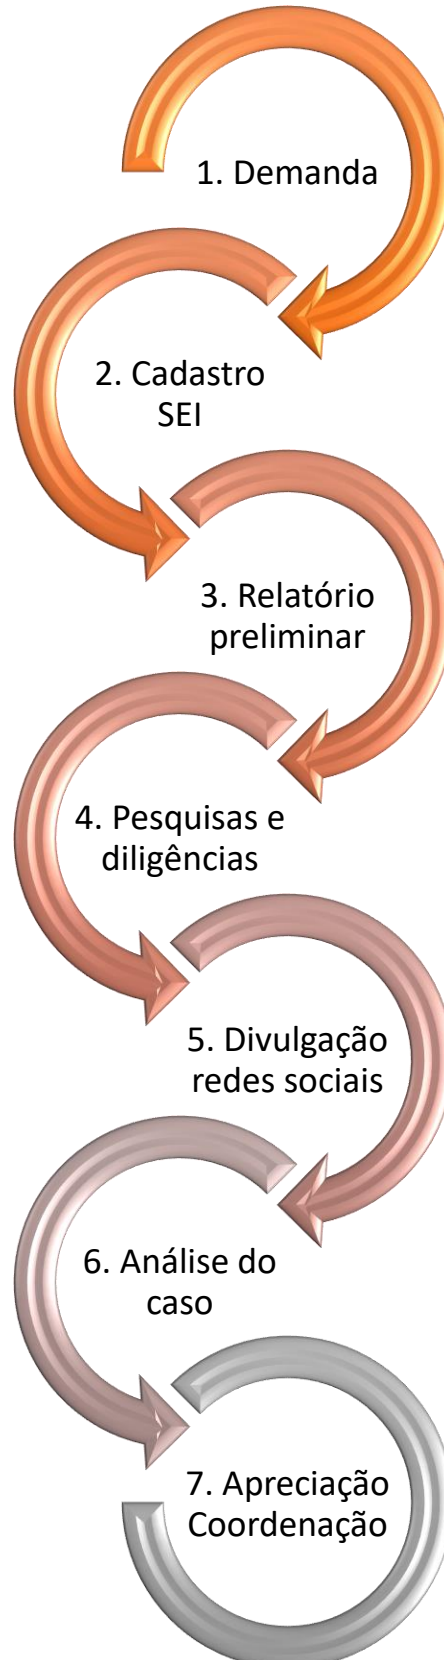 1. Demanda
2. Cadastro
SEI
3. Relatório
preliminar
4. Pesquisas e
diligências
5. Divulgação
redes sociais
6. Análise do
caso
7. Apreciação
Coordenação